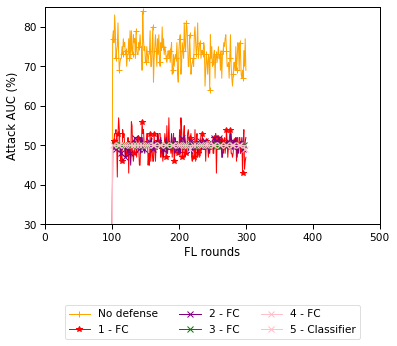 Attack AUC (%)
80
70
60
50
40
30
0 100 200 300 400 500
FL rounds
No defense 2 - FC 4 - FC
1 - FC 3 - FC 5 - Classifier